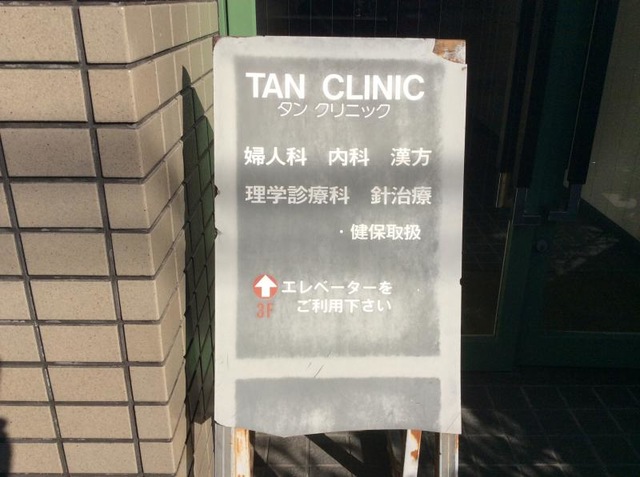 TAN CLINIC
タン クリニック
婦人科 内科 漢方
理学診療科 針治療
・健保取扱
エレベーターを
3F ご利用下さい